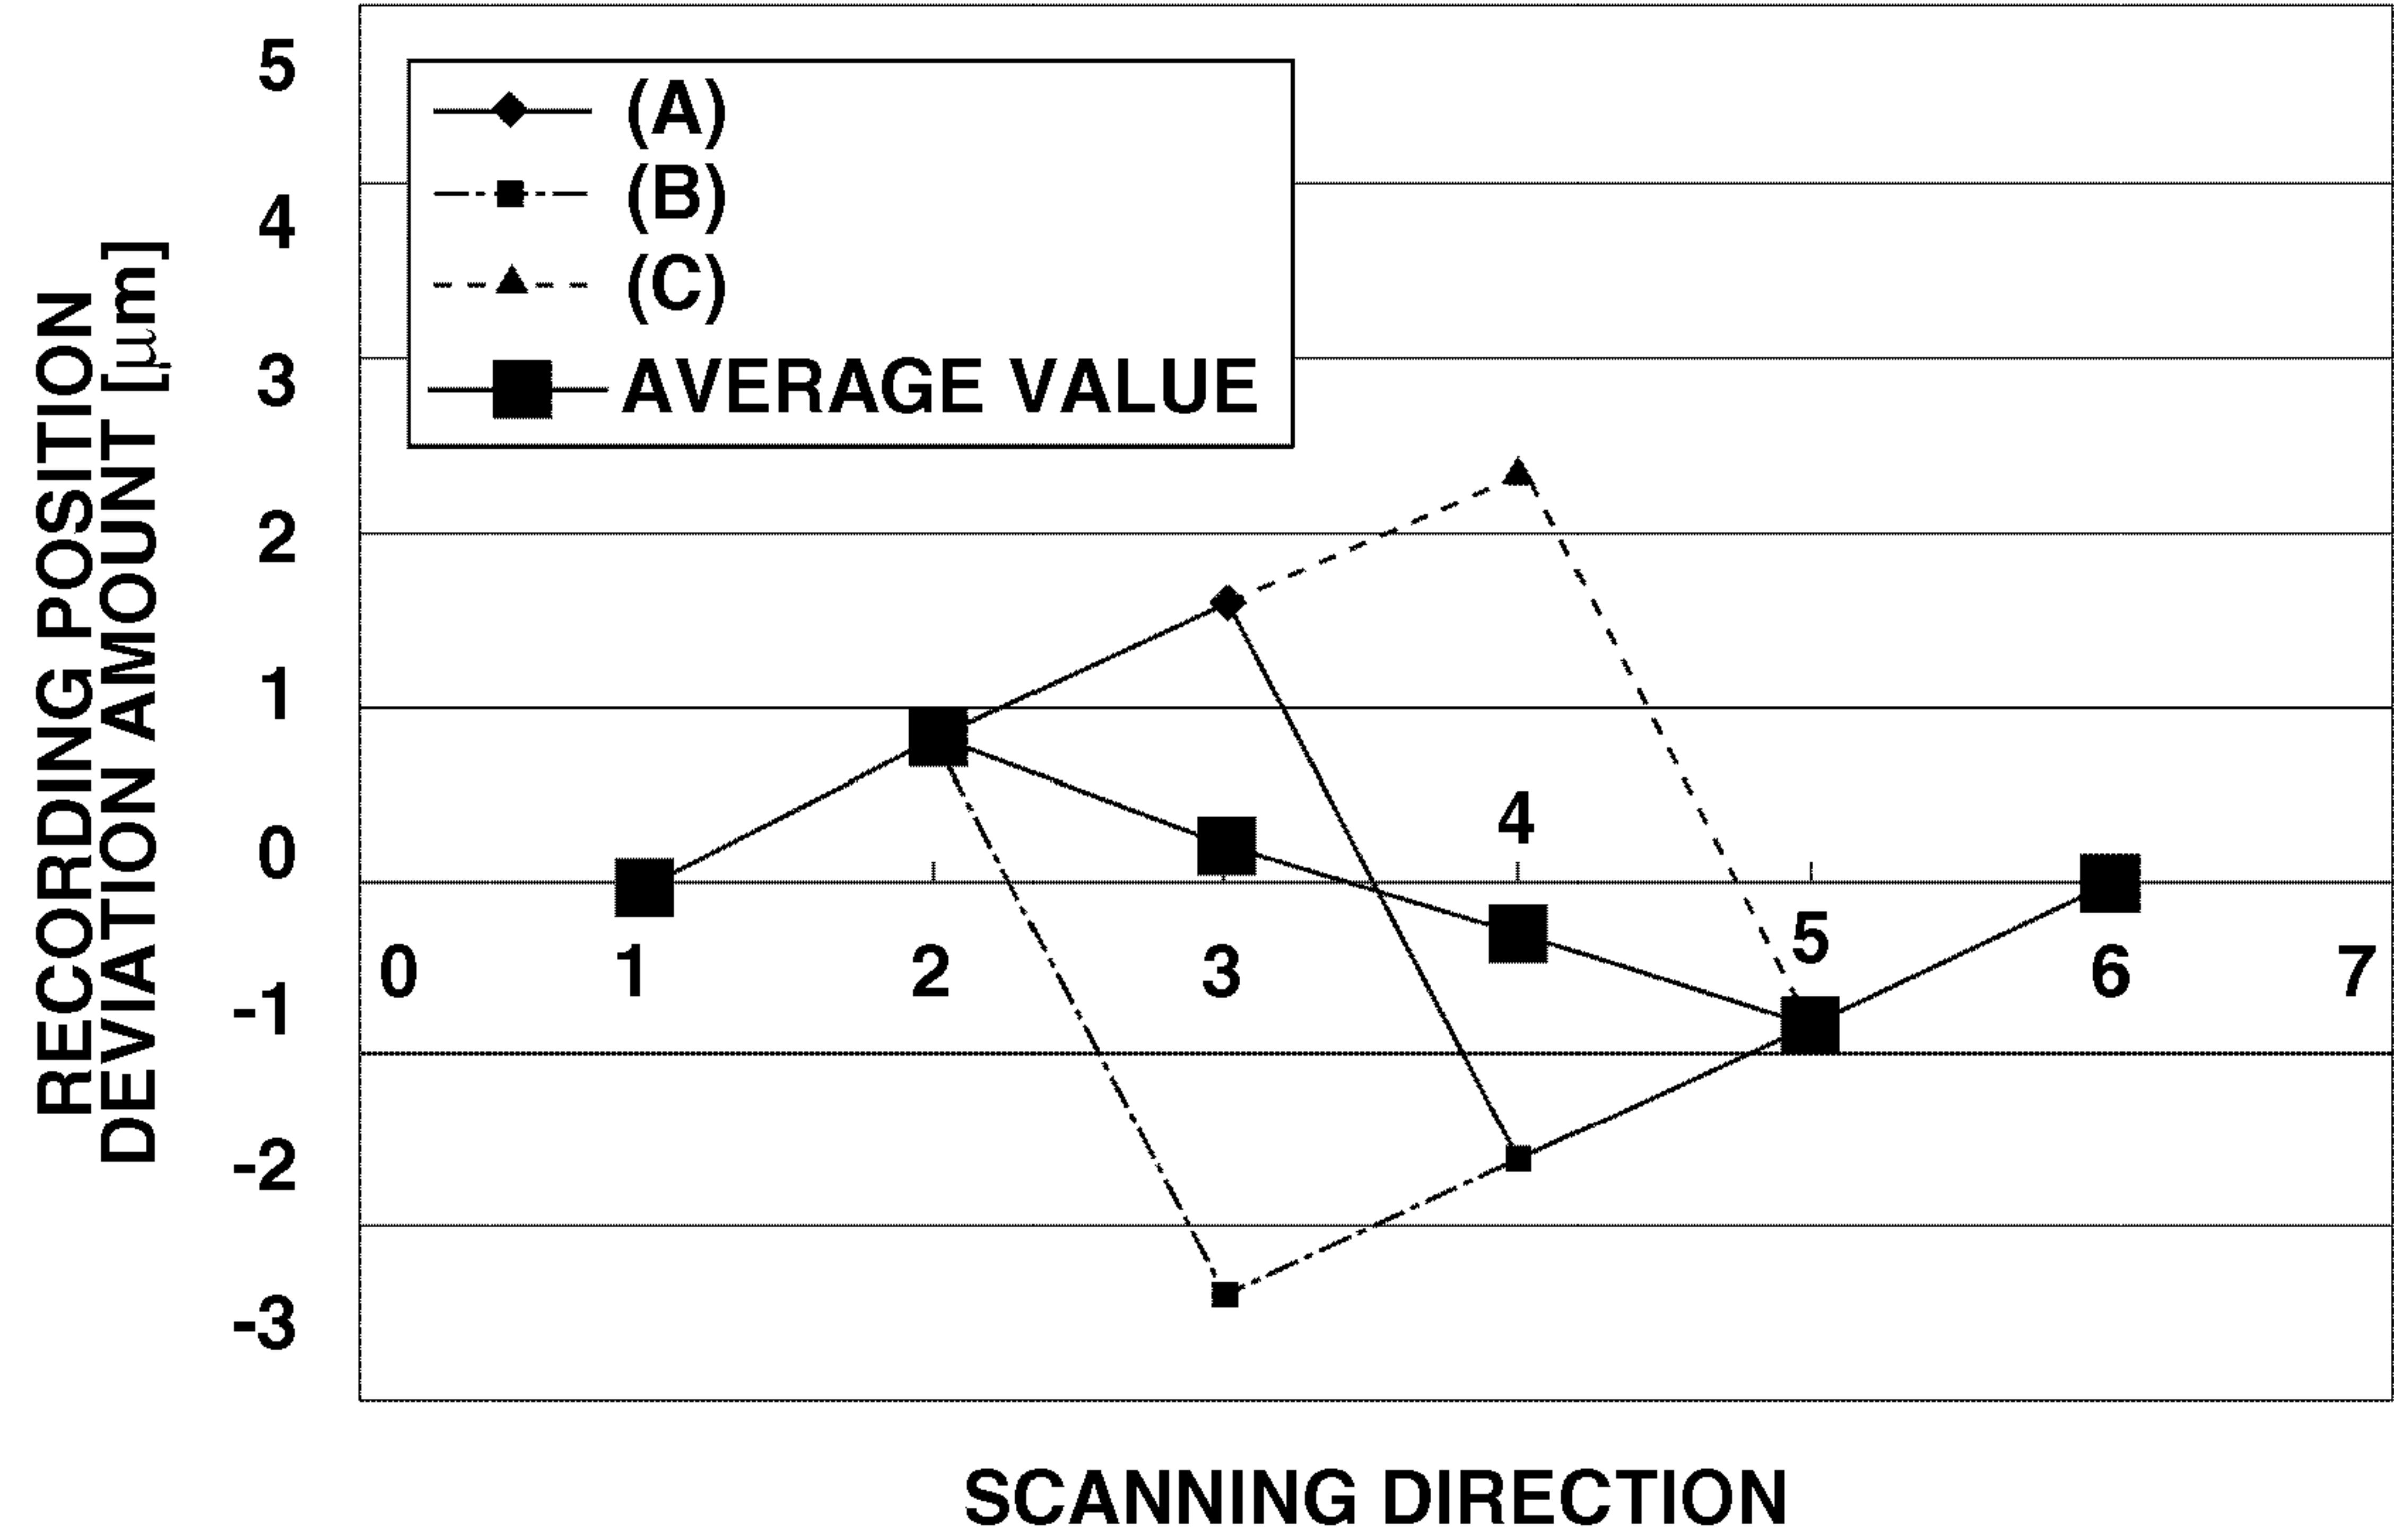 RECORDING POSITION
DEVIATION AMOUNT [μm]
5
4
3
2
1
0
-1
-2
-3
(A)
(B)
(C)
AVERAGE VALUE
0 1 2 3 4 5 6 7
SCANNING DIRECTION